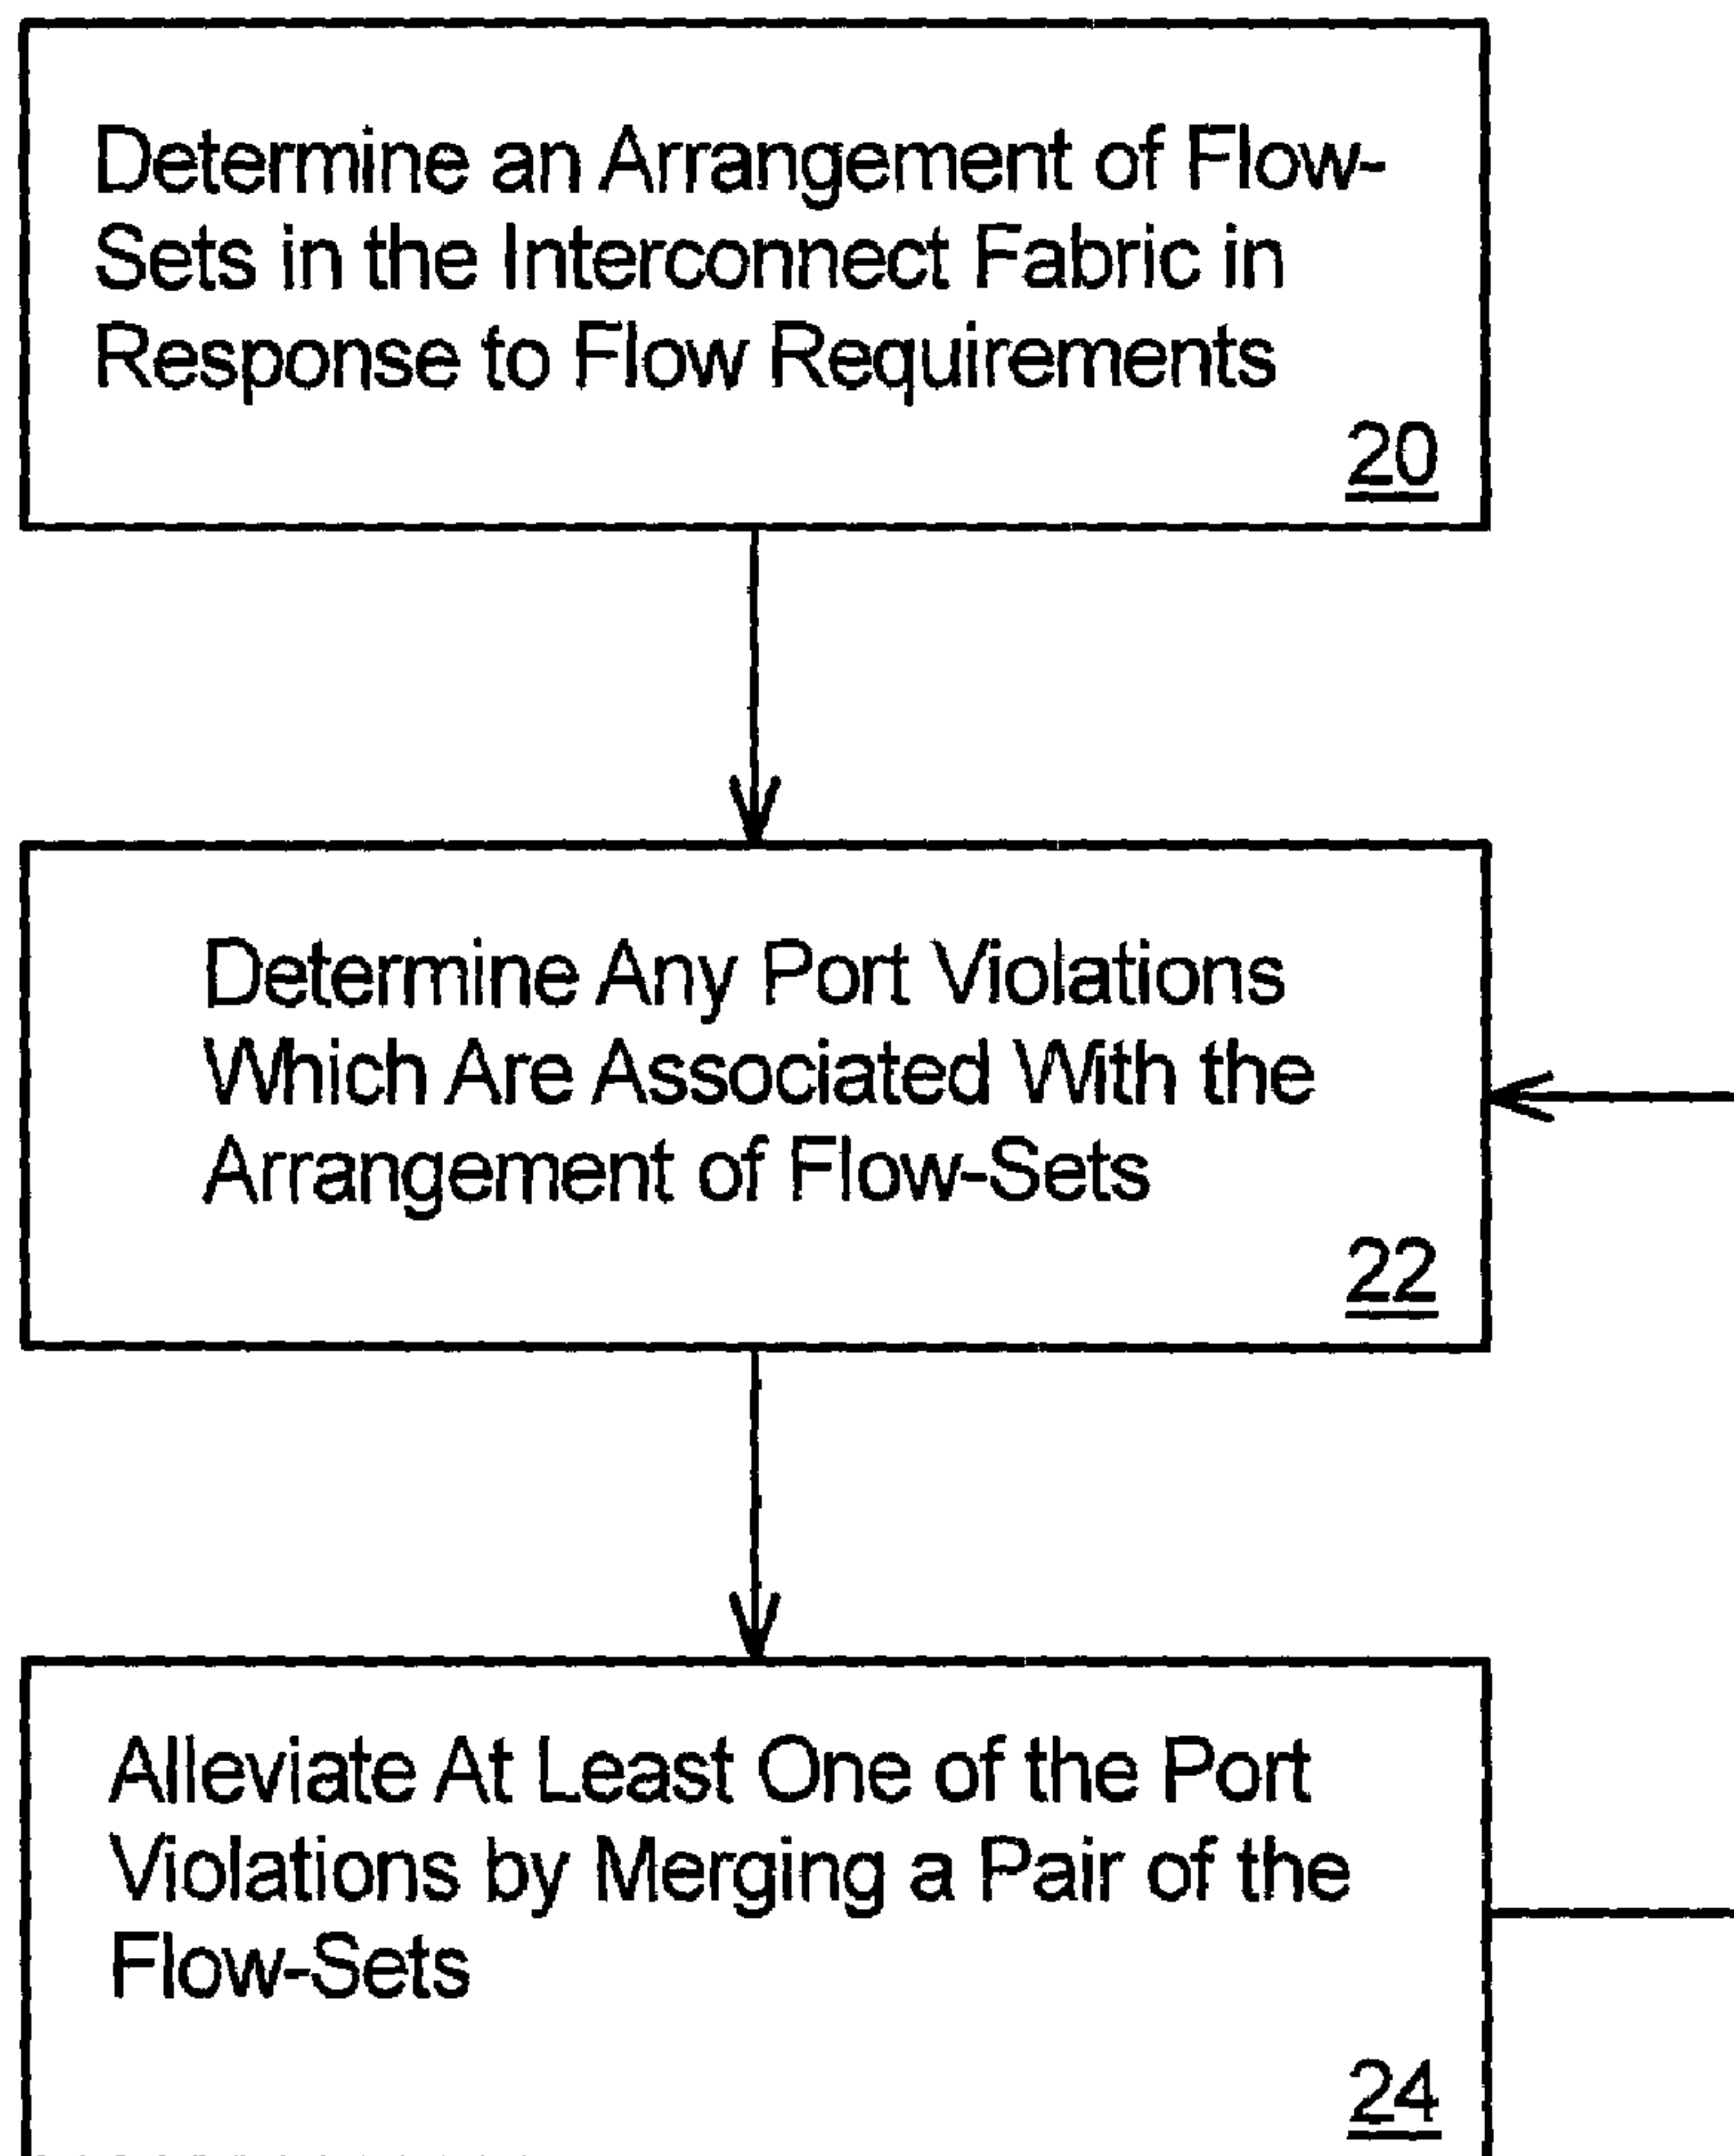 Determine an Arrangement of Flow-
Sets in the Interconnect Fabric in
Response to Flow Requirements
20
Determine Any Port Violations
Which Are Associated With the
Arrangement of Flow-Sets
22
Alleviate At Least One of the Port
Violations by Merging a Pair of the
Flow-Sets
24